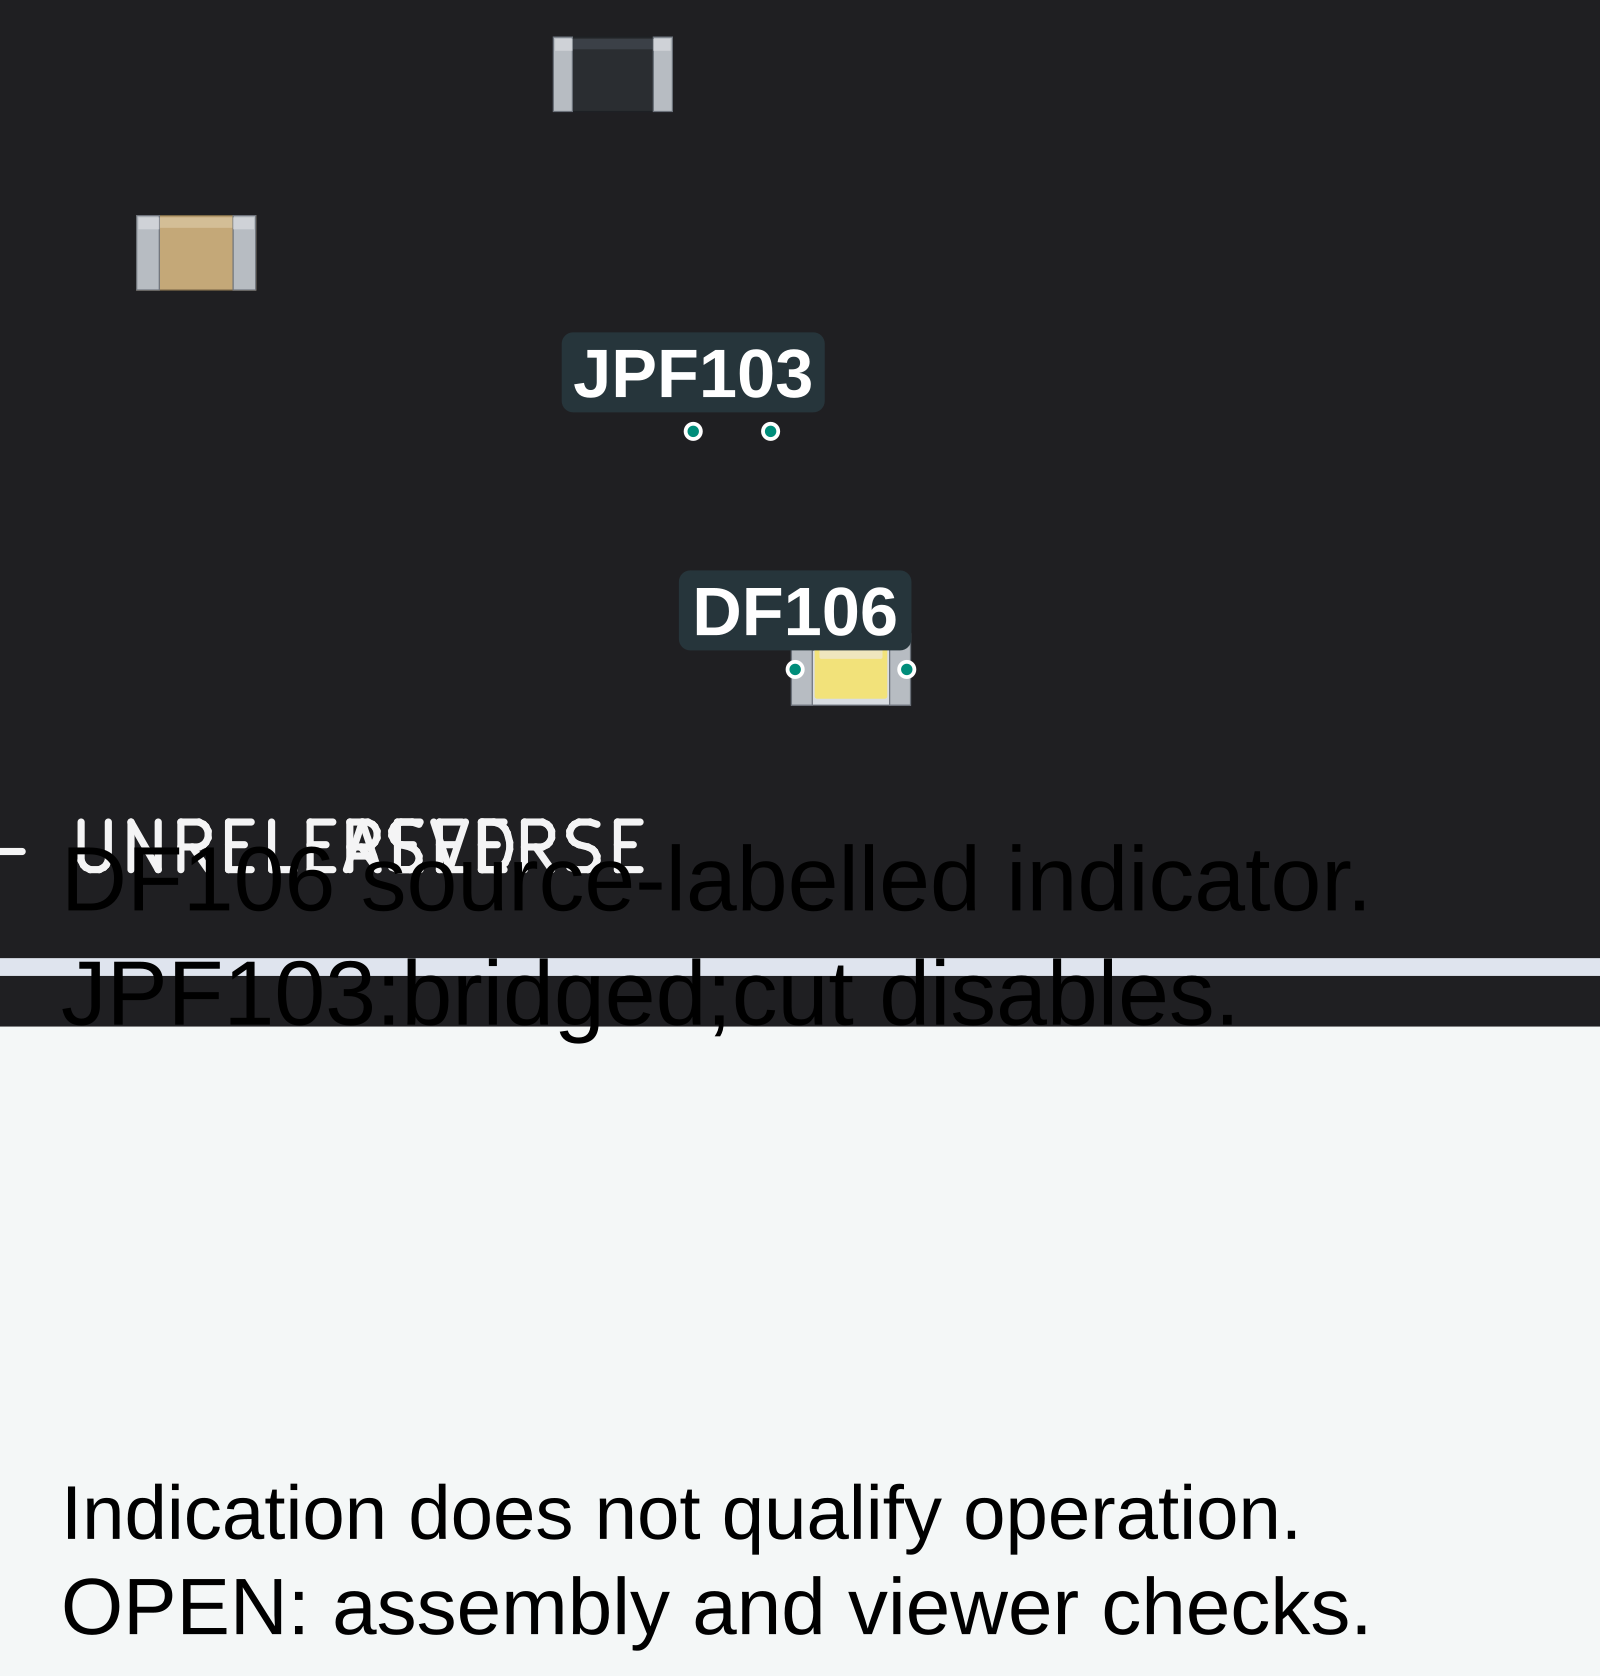 JPF103
DF106
DF106 source-labelled indicator.
JPF103:bridged;cut disables.
Indication does not qualify operation.
OPEN: assembly and viewer checks.